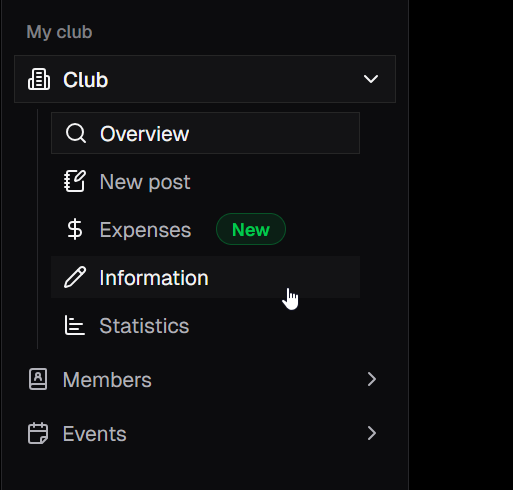 My club
Club
Overview
New post
Expenses New
Information
Statistics
Members
Events